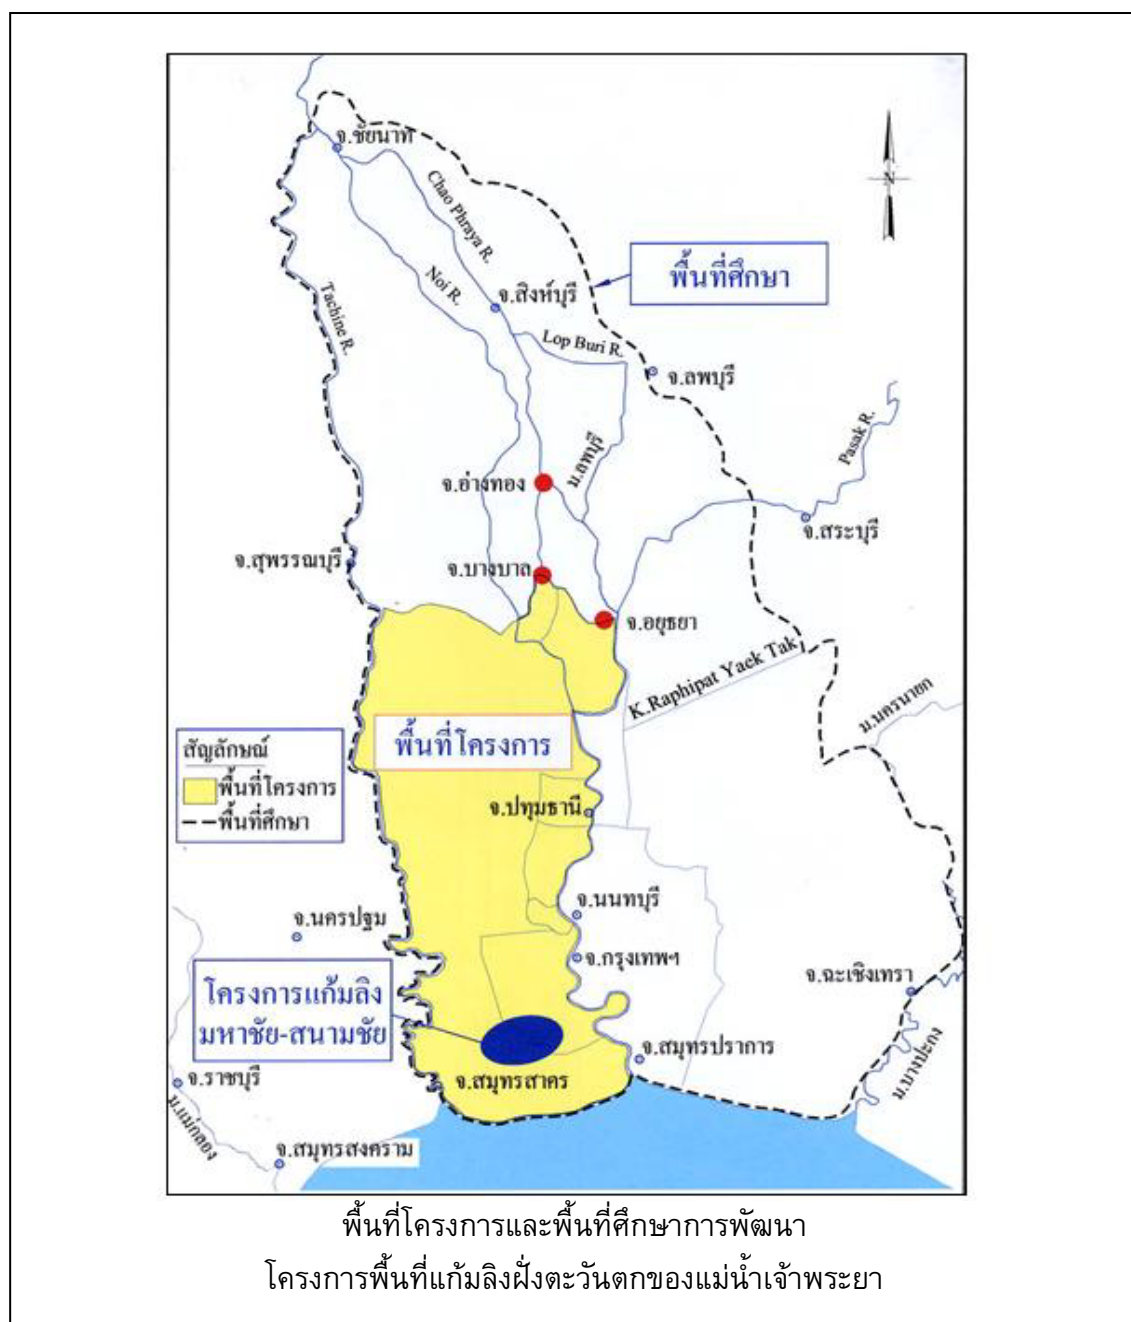 จ.ชัยนาท
Chao Phraya R.
N
พื้นที่ศึกษา
Noi R.
จ.สิงห์บุรี
Tachine R.
Lop Buri R.
จ.ลพบุรี
Pasak R.
ม.ลพบุรี
จ.อ่างทอง
จ.สระบุรี
จ.สุพรรณบุรี
จ.บางบาล
จ.อยุธยา
K.Raphipat Yaek Tak
ม.นครนายก
พื้นที่โครงการ
สัญลักษณ์
พื้นที่โครงการ
พื้นที่ศึกษา
จ.ปทุมธานี
จ.นครปฐม
จ.นนทบุรี
จ.กรุงเทพฯ
จ.ฉะเชิงเทรา
โครงการแก้มลิง
มหาชัย-สนามชัย
จ.สมุทรปราการ
ม.บางปะกง
จ.ราชบุรี
จ.สมุทรสาคร
ม.แม่กลอง
จ.สมุทรสงคราม
พื้นที่โครงการและพื้นที่ศึกษาการพัฒนา
โครงการพื้นที่แก้มลิงฝั่งตะวันตกของแม่น้ำเจ้าพระยา